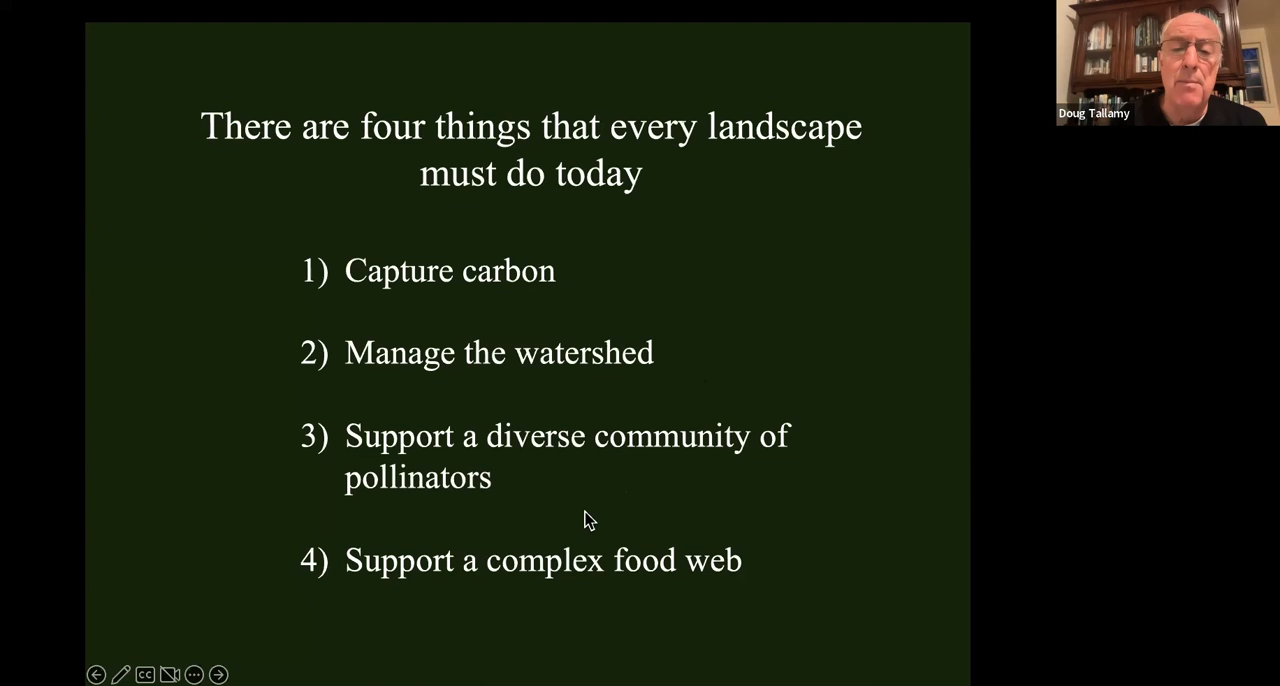 There are four things that every landscape
must do today
1) Capture carbon
2) Manage the watershed
3) Support a diverse community of
pollinators
4) Support a complex food web
Doug Tallamy
CC